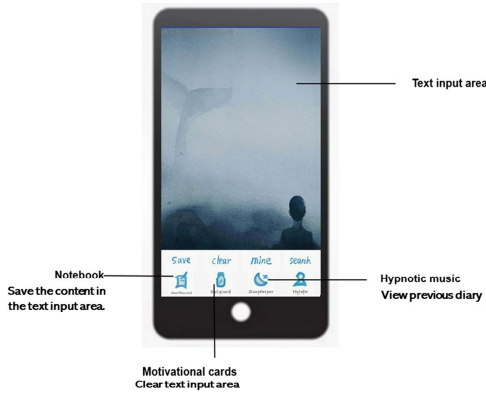 Text input area
save clear mine search
Notebook
Save the content in
the text input area.
Hypnotic music
View previous diary
Motivational cards
Clear text input area